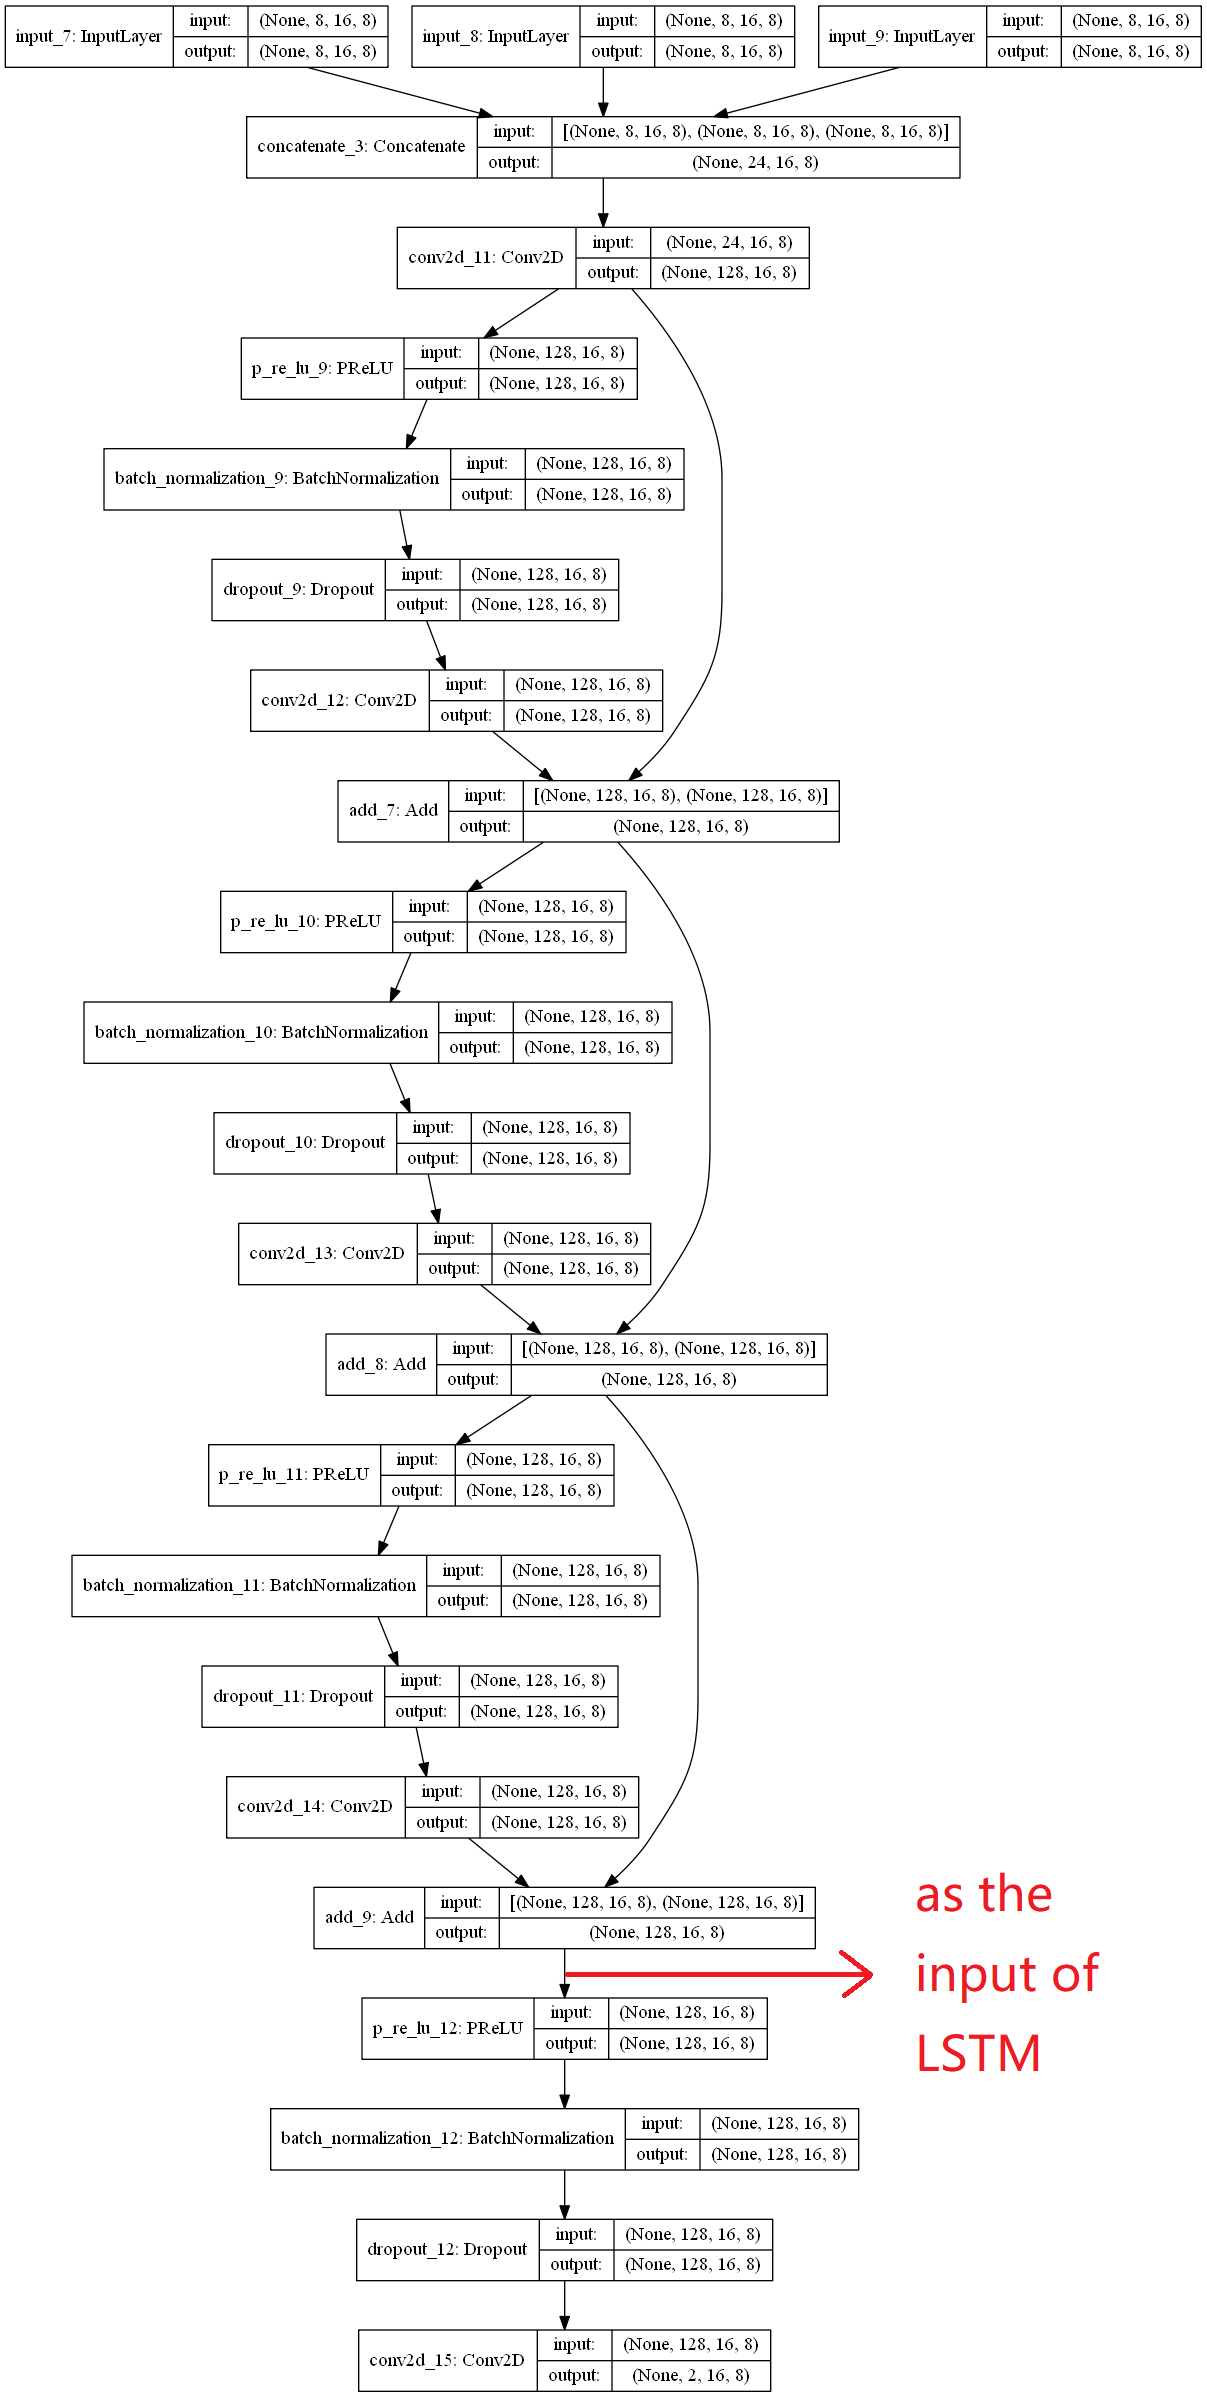 input_7: InputLayer
input: (None, 8, 16, 8)
output: (None, 8, 16, 8)
input_8: InputLayer
input: (None, 8, 16, 8)
output: (None, 8, 16, 8)
input_9: InputLayer
input: (None, 8, 16, 8)
output: (None, 8, 16, 8)
concatenate_3: Concatenate
input: [(None, 8, 16, 8), (None, 8, 16, 8), (None, 8, 16, 8)]
output: (None, 24, 16, 8)
conv2d_11: Conv2D
input: (None, 24, 16, 8)
output: (None, 128, 16, 8)
p_re_lu_9: PReLU
input: (None, 128, 16, 8)
output: (None, 128, 16, 8)
batch_normalization_9: BatchNormalization
input: (None, 128, 16, 8)
output: (None, 128, 16, 8)
dropout_9: Dropout
input: (None, 128, 16, 8)
output: (None, 128, 16, 8)
conv2d_12: Conv2D
input: (None, 128, 16, 8)
output: (None, 128, 16, 8)
add_7: Add
input: [(None, 128, 16, 8), (None, 128, 16, 8)]
output: (None, 128, 16, 8)
p_re_lu_10: PReLU
input: (None, 128, 16, 8)
output: (None, 128, 16, 8)
batch_normalization_10: BatchNormalization
input: (None, 128, 16, 8)
output: (None, 128, 16, 8)
dropout_10: Dropout
input: (None, 128, 16, 8)
output: (None, 128, 16, 8)
conv2d_13: Conv2D
input: (None, 128, 16, 8)
output: (None, 128, 16, 8)
add_8: Add
input: [(None, 128, 16, 8), (None, 128, 16, 8)]
output: (None, 128, 16, 8)
p_re_lu_11: PReLU
input: (None, 128, 16, 8)
output: (None, 128, 16, 8)
batch_normalization_11: BatchNormalization
input: (None, 128, 16, 8)
output: (None, 128, 16, 8)
dropout_11: Dropout
input: (None, 128, 16, 8)
output: (None, 128, 16, 8)
conv2d_14: Conv2D
input: (None, 128, 16, 8)
output: (None, 128, 16, 8)
add_9: Add
input: [(None, 128, 16, 8), (None, 128, 16, 8)]
output: (None, 128, 16, 8)
as the
input of
LSTM
p_re_lu_12: PReLU
input: (None, 128, 16, 8)
output: (None, 128, 16, 8)
batch_normalization_12: BatchNormalization
input: (None, 128, 16, 8)
output: (None, 128, 16, 8)
dropout_12: Dropout
input: (None, 128, 16, 8)
output: (None, 128, 16, 8)
conv2d_15: Conv2D
input: (None, 128, 16, 8)
output: (None, 2, 16, 8)